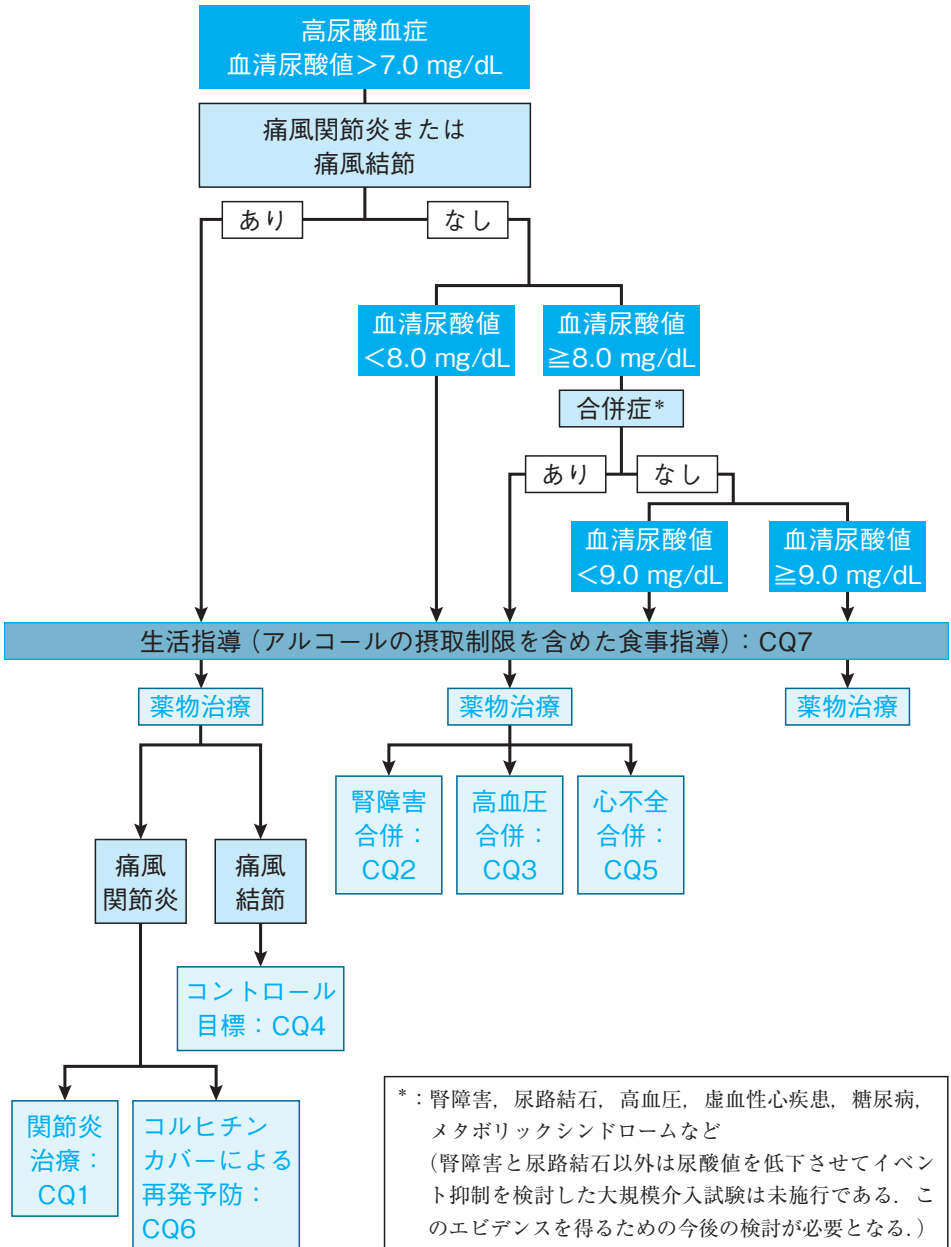 高尿酸血症
血清尿酸値＞7.0 mg/dL
痛風関節炎または
痛風結節
あり
なし
血清尿酸値
＜8.0 mg/dL
血清尿酸値
≧8.0 mg/dL
合併症*
あり
なし
血清尿酸値
＜9.0 mg/dL
血清尿酸値
≧9.0 mg/dL
生活指導（アルコールの摂取制限を含めた食事指導）：CQ7
薬物治療
薬物治療
薬物治療
腎障害
合併：
CQ2
高血圧
合併：
CQ3
心不全
合併：
CQ5
痛風
関節炎
痛風
結節
コントロール
目標：CQ4
関節炎
治療：
CQ1
コルヒチン
カバーによる
再発予防：
CQ6
*：腎障害，尿路結石，高血圧，虚血性心疾患，糖尿病，
メタボリックシンドロームなど
（腎障害と尿路結石以外は尿酸値を低下させてイベン
ト抑制を検討した大規模介入試験は未施行である．こ
のエビデンスを得るための今後の検討が必要となる．）